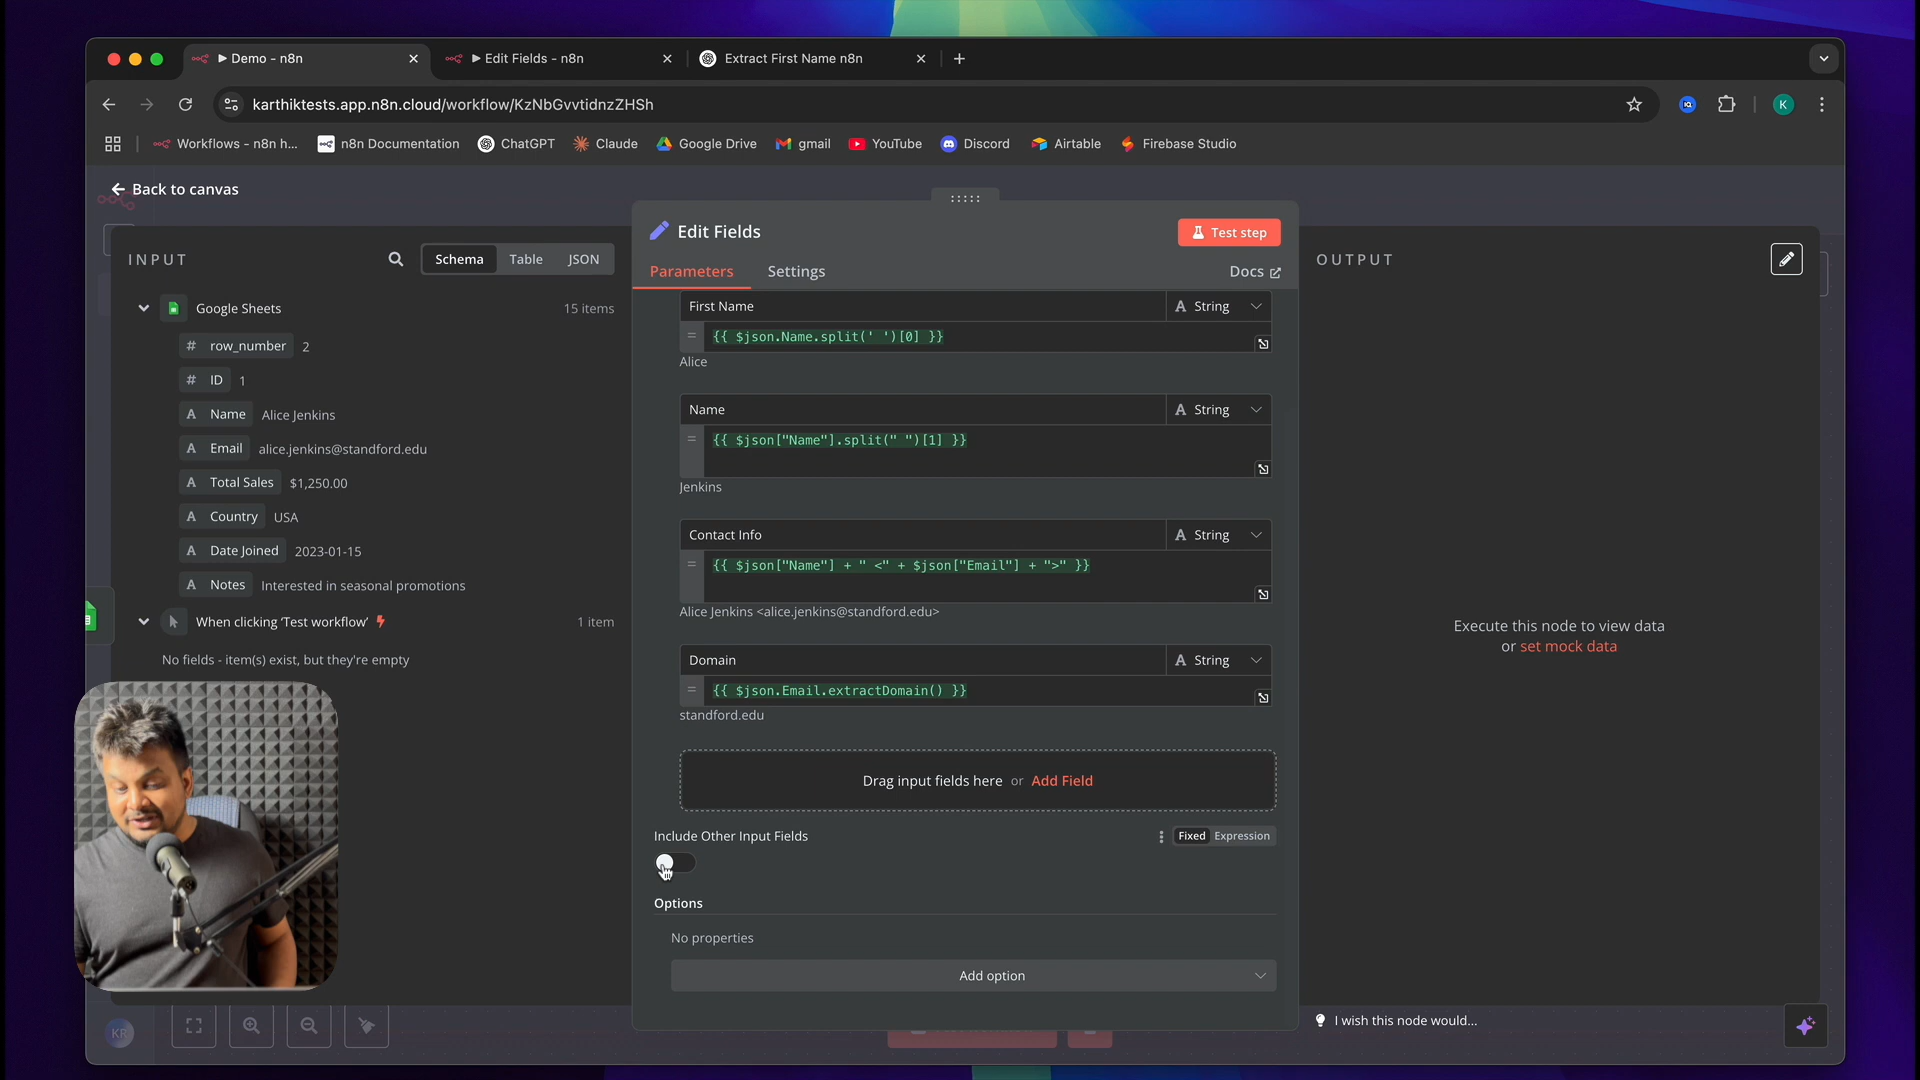 Demo - n8n
Edit Fields - n8n
Extract First Name n8n
karthiktests.app.n8n.cloud/workflow/KzNbGvvtidnzZHSh
K
Workflows - n8n h...
n8n Documentation
ChatGPT
Claude
Google Drive
gmail
YouTube
Discord
Airtable
Firebase Studio
Back to canvas
INPUT
Schema
Table
JSON
Google Sheets
15 items
# row_number 2
# ID 1
A Name Alice Jenkins
A Email alice.jenkins@standford.edu
A Total Sales $1,250.00
A Country USA
A Date Joined 2023-01-15
A Notes Interested in seasonal promotions
When clicking ‘Test workflow’
1 item
No fields - item(s) exist, but they're empty
KR
Edit Fields
Test step
Parameters
Settings
Docs
First Name
A String
= {{ $json.Name.split(' ')[0] }}
Alice
Name
A String
= {{ $json["Name"].split(" ")[1] }}
Jenkins
Contact Info
A String
= {{ $json["Name"] + " <" + $json["Email"] + ">" }}
Alice Jenkins <alice.jenkins@standford.edu>
Domain
A String
= {{ $json.Email.extractDomain() }}
standford.edu
Drag input fields here or Add Field
Include Other Input Fields
Fixed Expression
Options
No properties
Add option
OUTPUT
Execute this node to view data
or set mock data
I wish this node would...